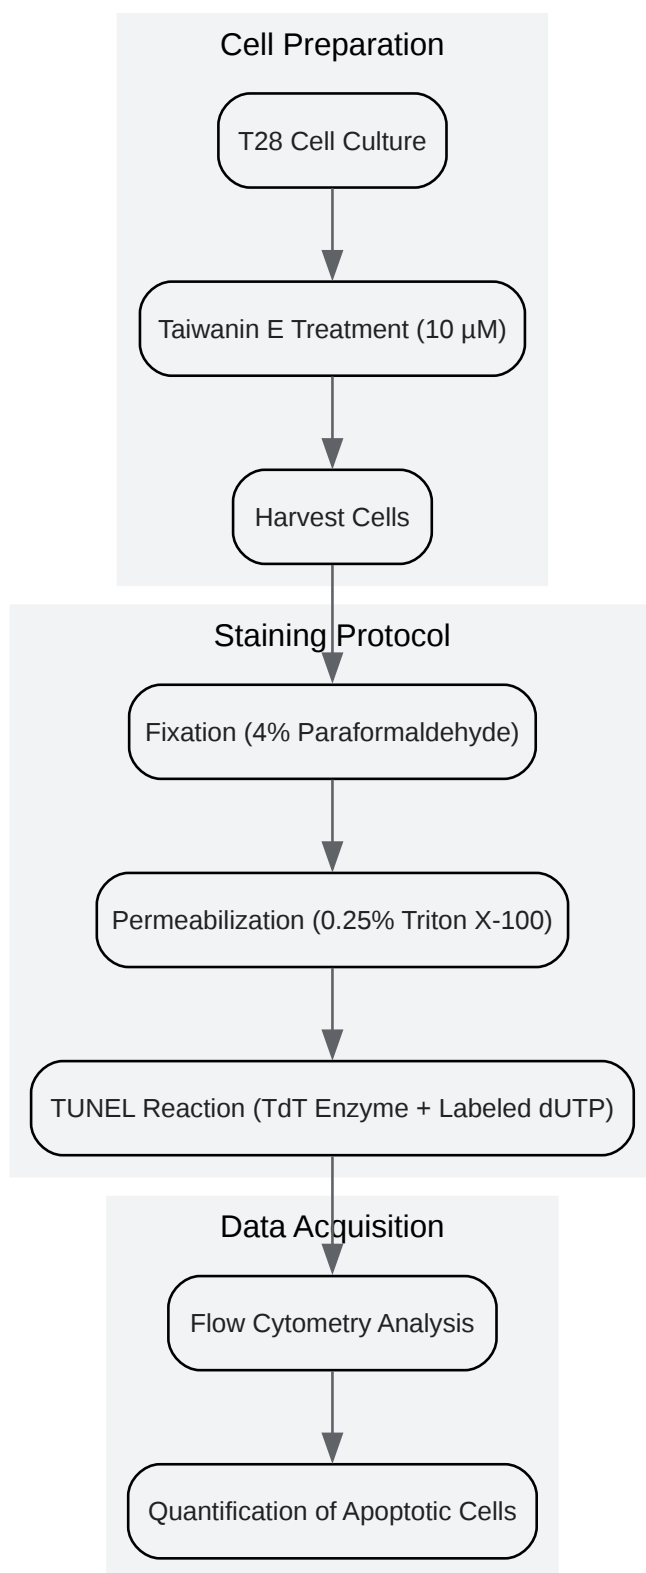 Cell Preparation
T28 Cell Culture
Taiwanin E Treatment (10 µM)
Harvest Cells
Staining Protocol
Fixation (4% Paraformaldehyde)
Permeabilization (0.25% Triton X-100)
TUNEL Reaction (TdT Enzyme + Labeled dUTP)
Data Acquisition
Flow Cytometry Analysis
Quantification of Apoptotic Cells